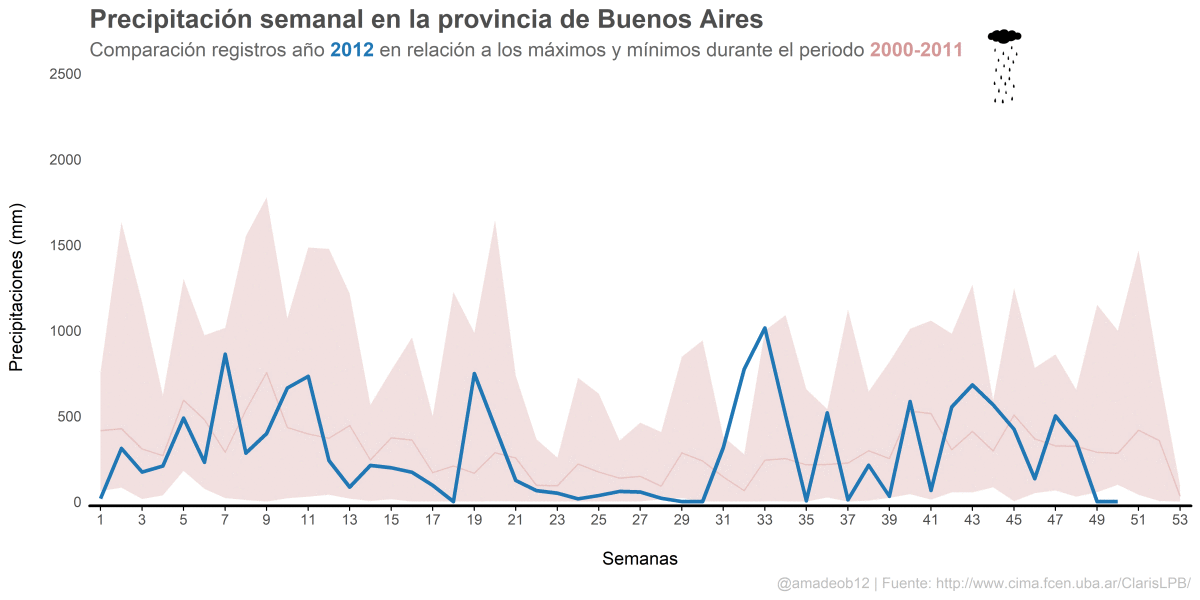 Precipitación semanal en la provincia de Buenos Aires
Comparación registros año 2012 en relación a los máximos y mínimos durante el periodo 2000-2011
2500
2000
1500
1000
500
0
Precipitaciones (mm)
1 3 5 7 9 11 13 15 17 19 21 23 25 27 29 31 33 35 37 39 41 43 45 47 49 51 53
Semanas
@amadeob12 | Fuente: http://www.cima.fcen.uba.ar/ClarisLPB/